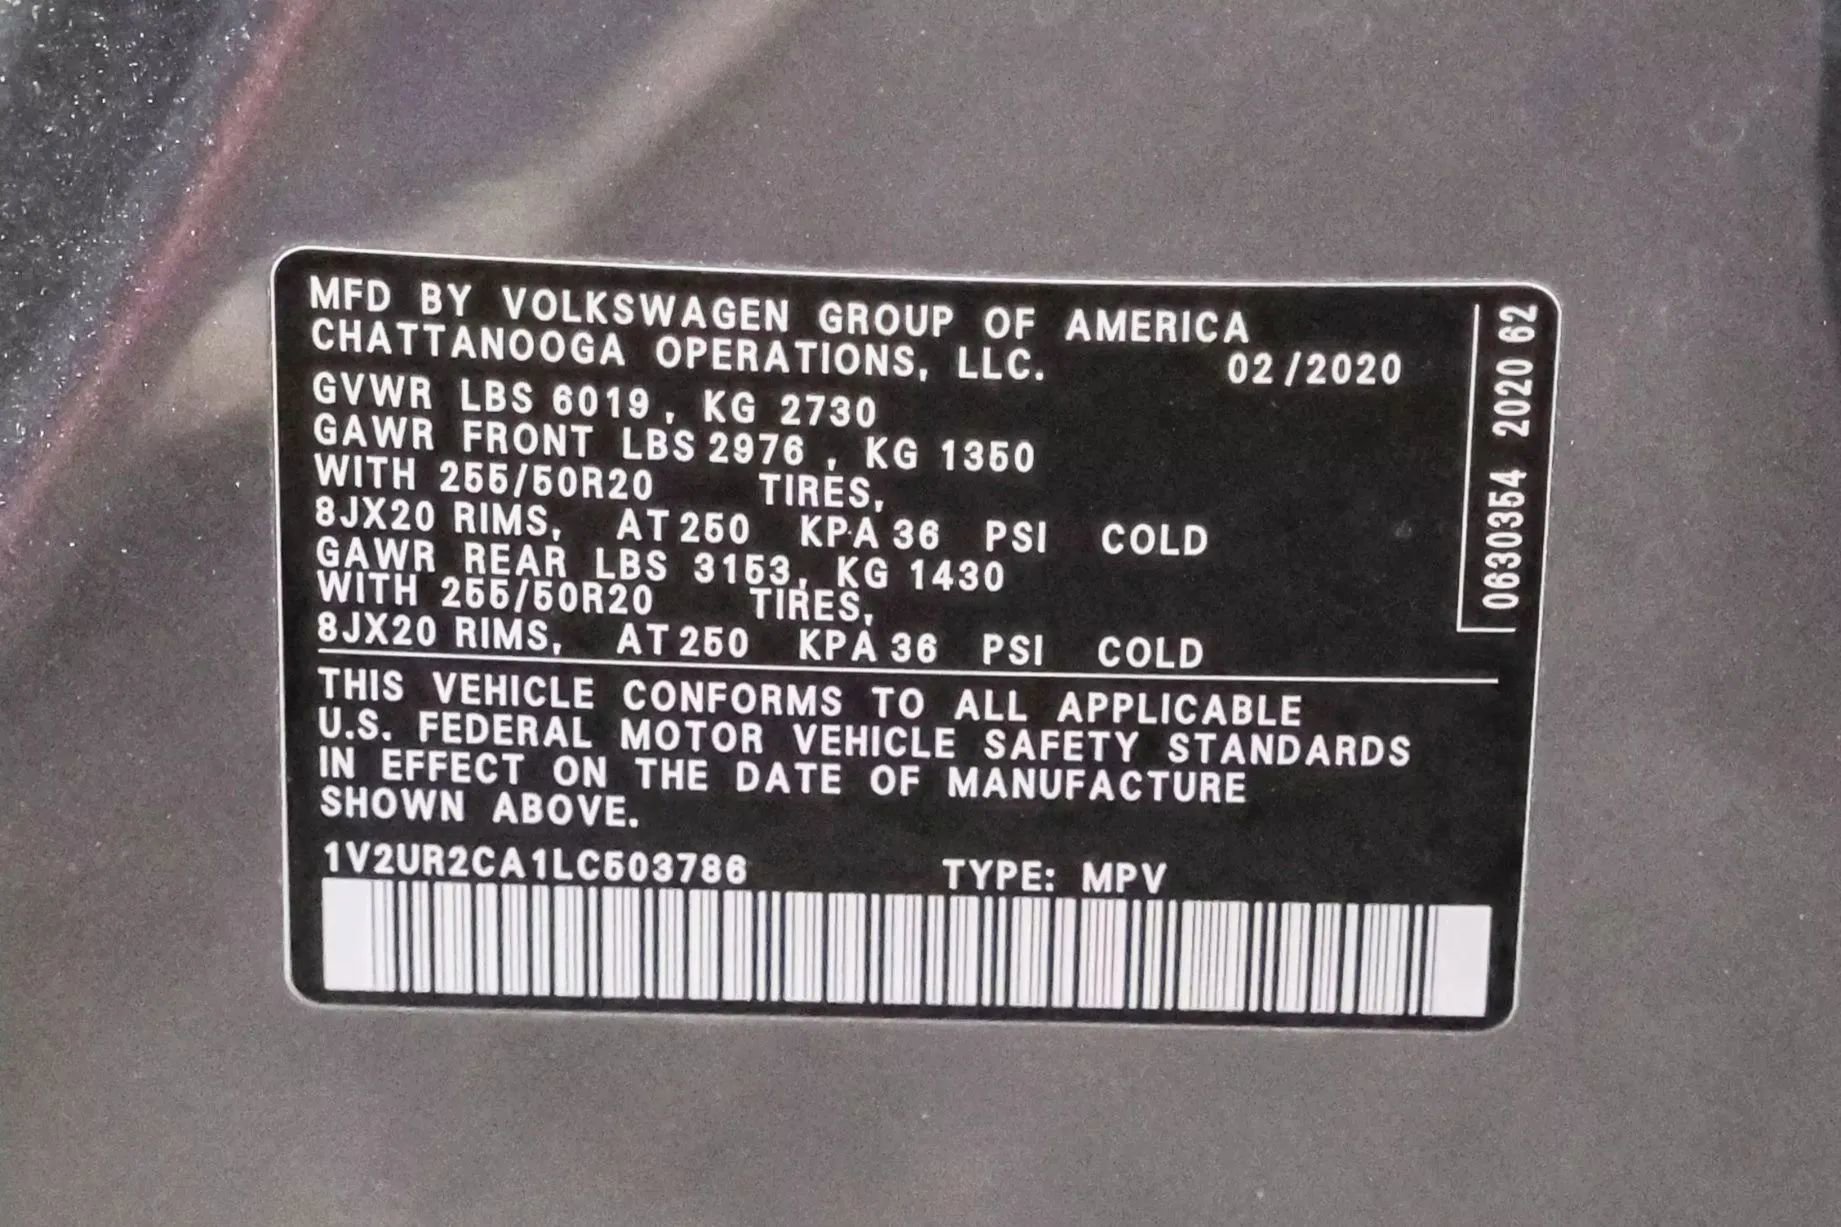 MFD BY VOLKSWAGEN GROUP OF AMERICA
CHATTANOOGA OPERATIONS, LLC. 02/2020
GVWR LBS 6019, KG 2730
GAWR FRONT LBS 2976, KG 1350
WITH 255/50R20 TIRES,
8JX20 RIMS, AT 250 KPA 36 PSI COLD
GAWR REAR LBS 3153, KG 1430
WITH 255/50R20 TIRES,
8JX20 RIMS, AT 250 KPA 36 PSI COLD
THIS VEHICLE CONFORMS TO ALL APPLICABLE
U.S. FEDERAL MOTOR VEHICLE SAFETY STANDARDS
IN EFFECT ON THE DATE OF MANUFACTURE
SHOWN ABOVE.
1V2UR2CA1LC503786 TYPE: MPV
0630354 2020 62